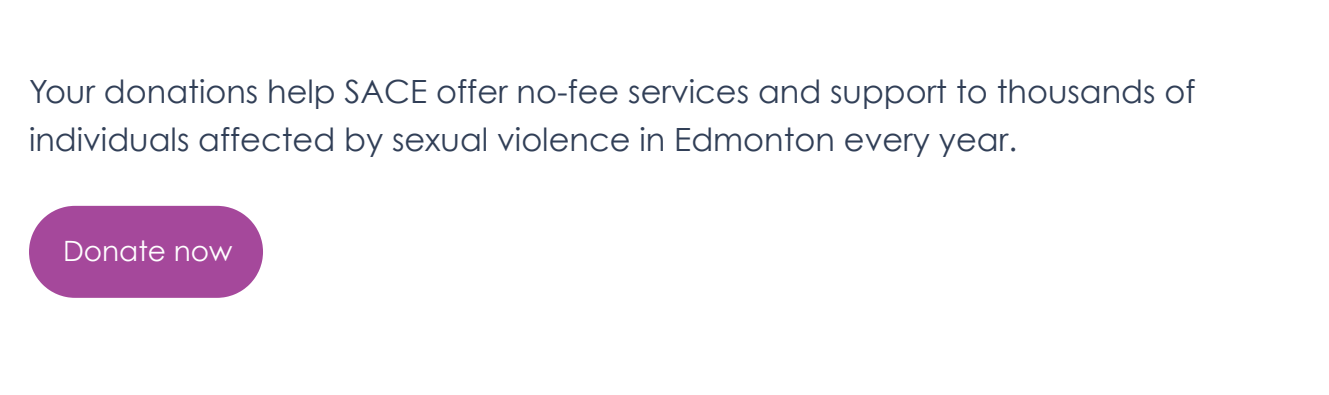 Your donations help SACE offer no-fee services and support to thousands of
individuals affected by sexual violence in Edmonton every year.
Donate now